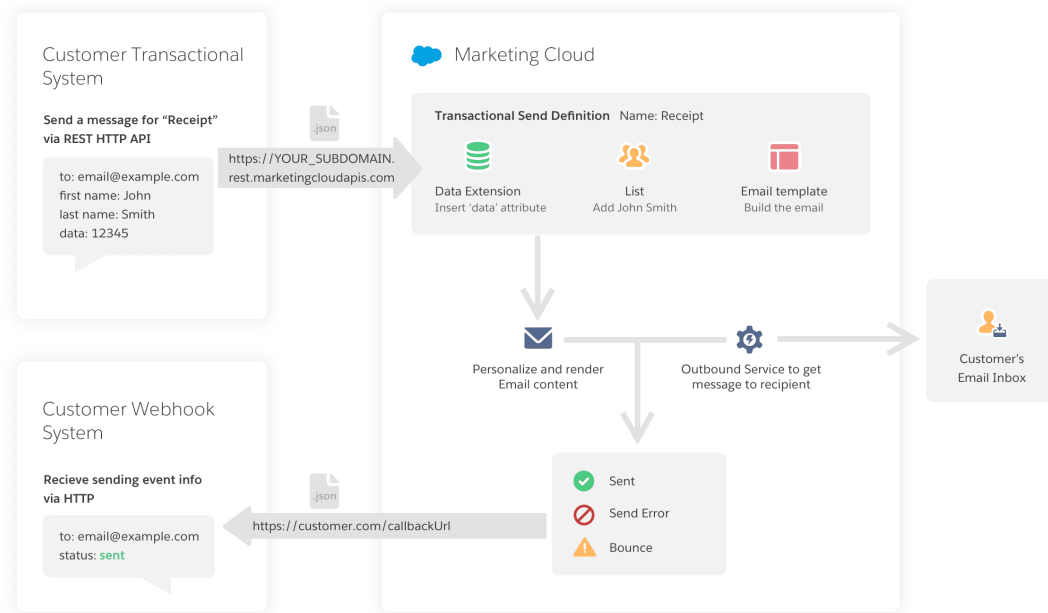 Customer Transactional
System
Send a message for “Receipt”
via REST HTTP API
to: email@example.com
first name: John
last name: Smith
data: 12345
.json
https://YOUR_SUBDOMAIN.
rest.marketingcloudapis.com
Marketing Cloud
Transactional Send Definition Name: Receipt
Data Extension
Insert ‘data’ attribute
List
Add John Smith
Email template
Build the email
Personalize and render
Email content
Outbound Service to get
message to recipient
Customer's
Email Inbox
Customer Webhook
System
Recieve sending event info
via HTTP
to: email@example.com
status: sent
.json
https://customer.com/callbackUrl
Sent
Send Error
Bounce